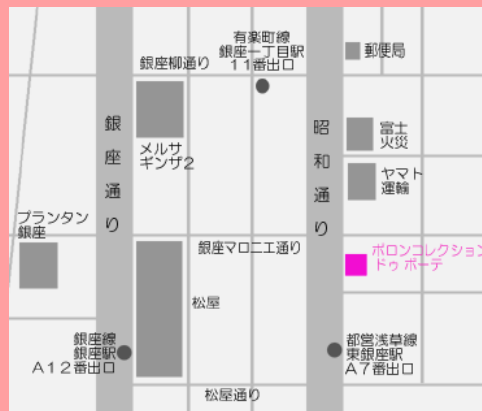 有楽町線
銀座一丁目駅
11番出口
郵便局
銀座柳通り
銀座通り
昭和通り
富士
火災
メルサ
ギンザ2
ヤマト
運輸
プランタン
銀座
銀座マロニエ通り
ボロンコレクション
ドゥ ボーテ
松屋
銀座線
銀座駅
A12番出口
都営浅草線
東銀座駅
A7番出口
松屋通り